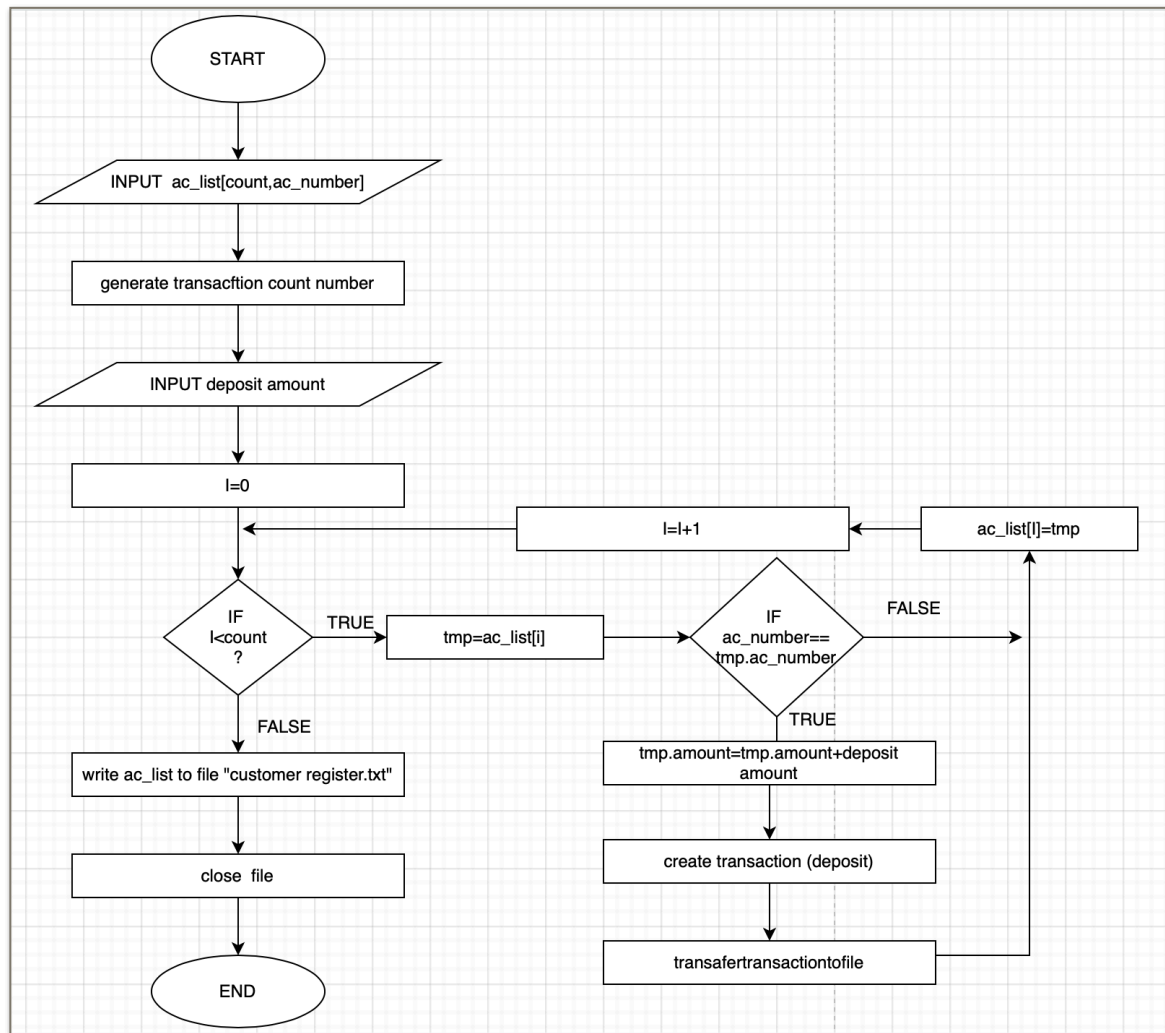 START
INPUT  ac_list[count,ac_number]
generate transacftion count number
INPUT deposit amount
I=0
I=I+1
ac_list[I]=tmp
IF
I<count
?
TRUE
tmp=ac_list[i]
IF
ac_number==
tmp.ac_number
FALSE
TRUE
FALSE
tmp.amount=tmp.amount+deposit
amount
write ac_list to file "customer register.txt"
create transaction (deposit)
close  file
transafertransactiontofile
END